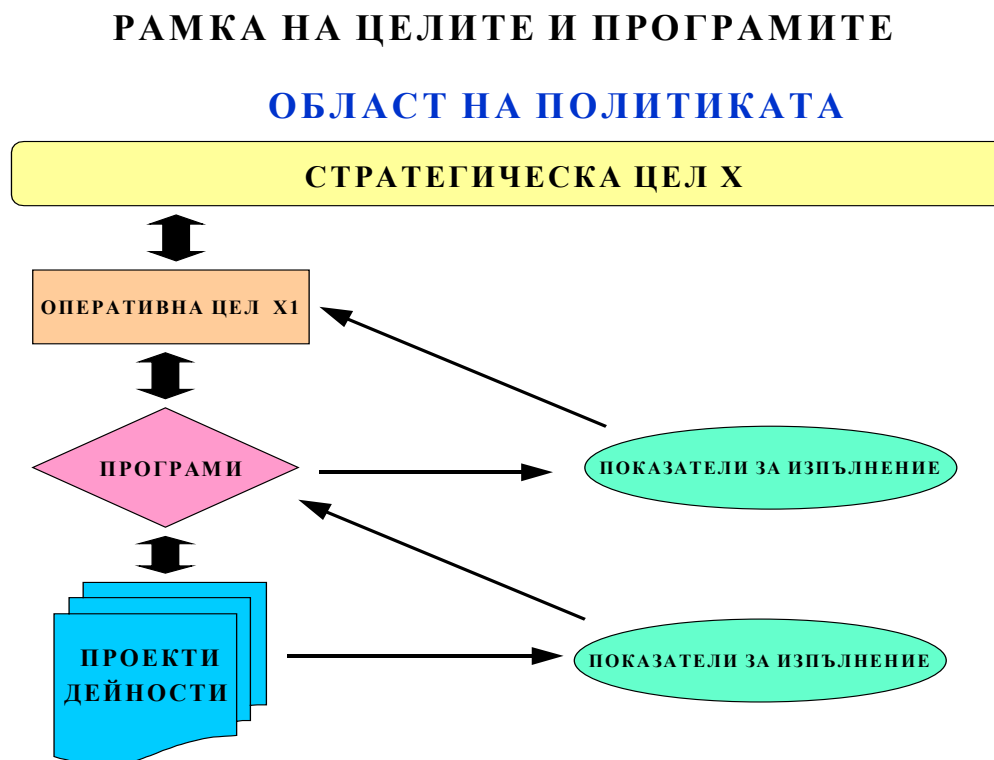 РАМКА НА ЦЕЛИТЕ И ПРОГРАМИТЕ
ОБЛАСТ НА ПОЛИТИКАТА
СТРАТЕГИЧЕСКА ЦЕЛ X
ОПЕРАТИВНА ЦЕЛ X1
ПРОГРАМИ
ПОКАЗАТЕЛИ ЗА ИЗПЪЛНЕНИЕ
ПРОЕКТИ
ДЕЙНОСТИ
ПОКАЗАТЕЛИ ЗА ИЗПЪЛНЕНИЕ